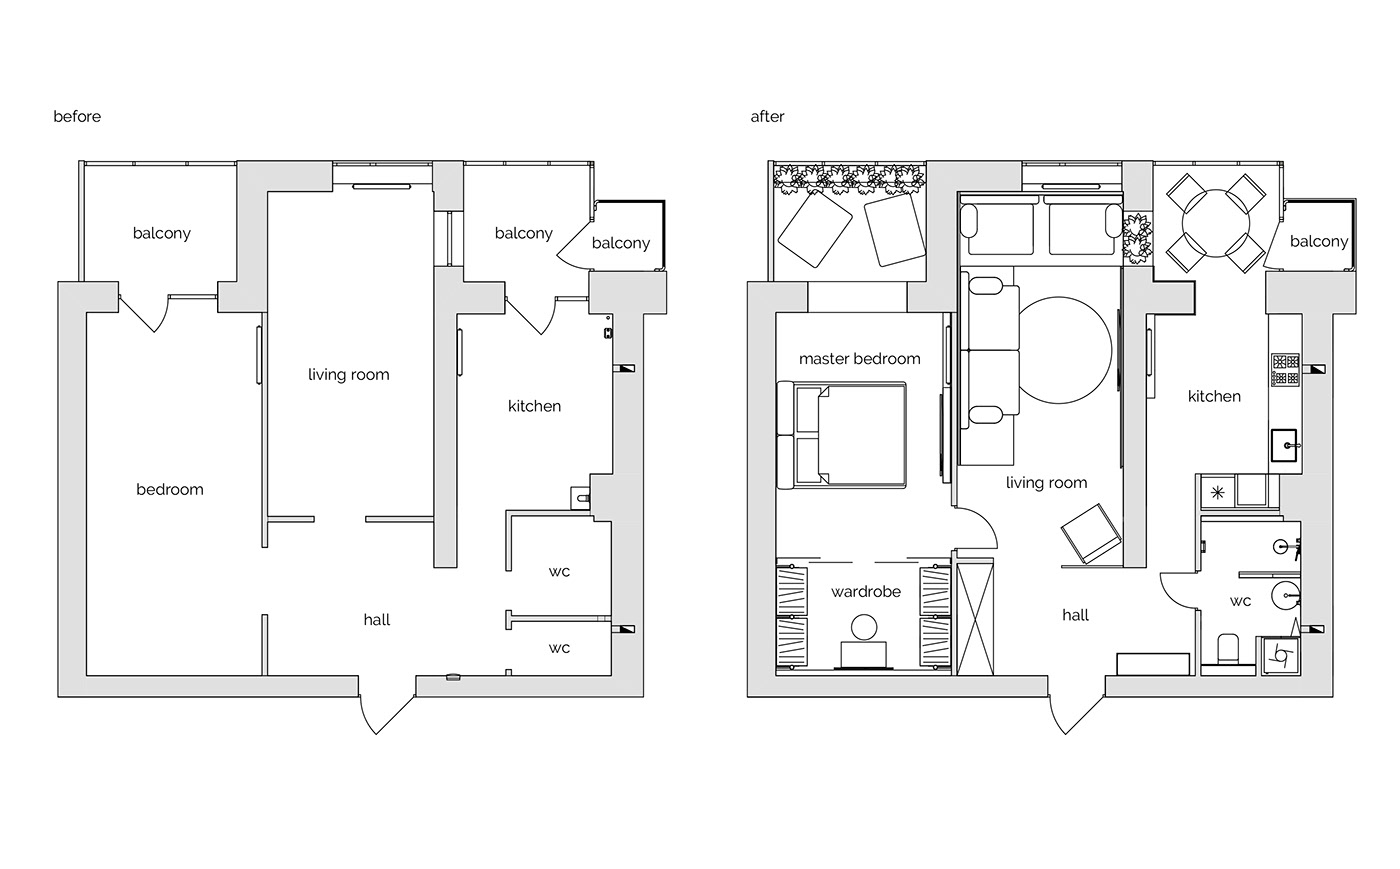 before
balcony
balcony
balcony
living room
kitchen
bedroom
wc
hall
wc
after
balcony
master bedroom
kitchen
living room
wardrobe
wc
hall